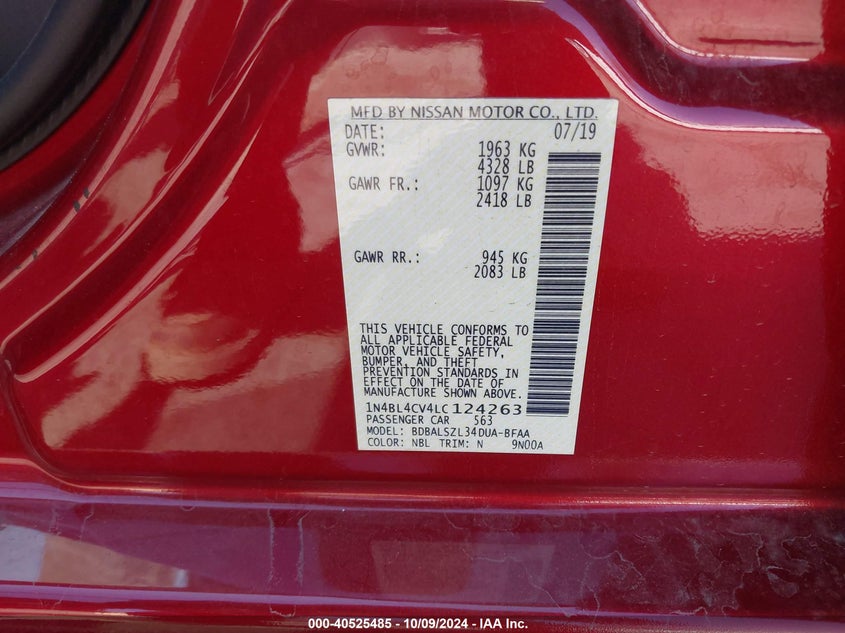 MFD BY NISSAN MOTOR CO., LTD.
DATE: 07/19
GVWR: 1963 KG
4328 LB
GAWR FR.: 1097 KG
2418 LB
GAWR RR.: 945 KG
2083 LB
THIS VEHICLE CONFORMS TO
ALL APPLICABLE FEDERAL
MOTOR VEHICLE SAFETY,
BUMPER, AND THEFT
PREVENTION STANDARDS IN
EFFECT ON THE DATE OF
MANUFACTURE SHOWN ABOVE.
1N4BL4CV4LC124263
PASSENGER CAR 563
MODEL: BDBALSZL34DUA-BFAA
COLOR: NBL TRIM: N 9N00A
000-40525485 - 10/09/2024 - IAA Inc.